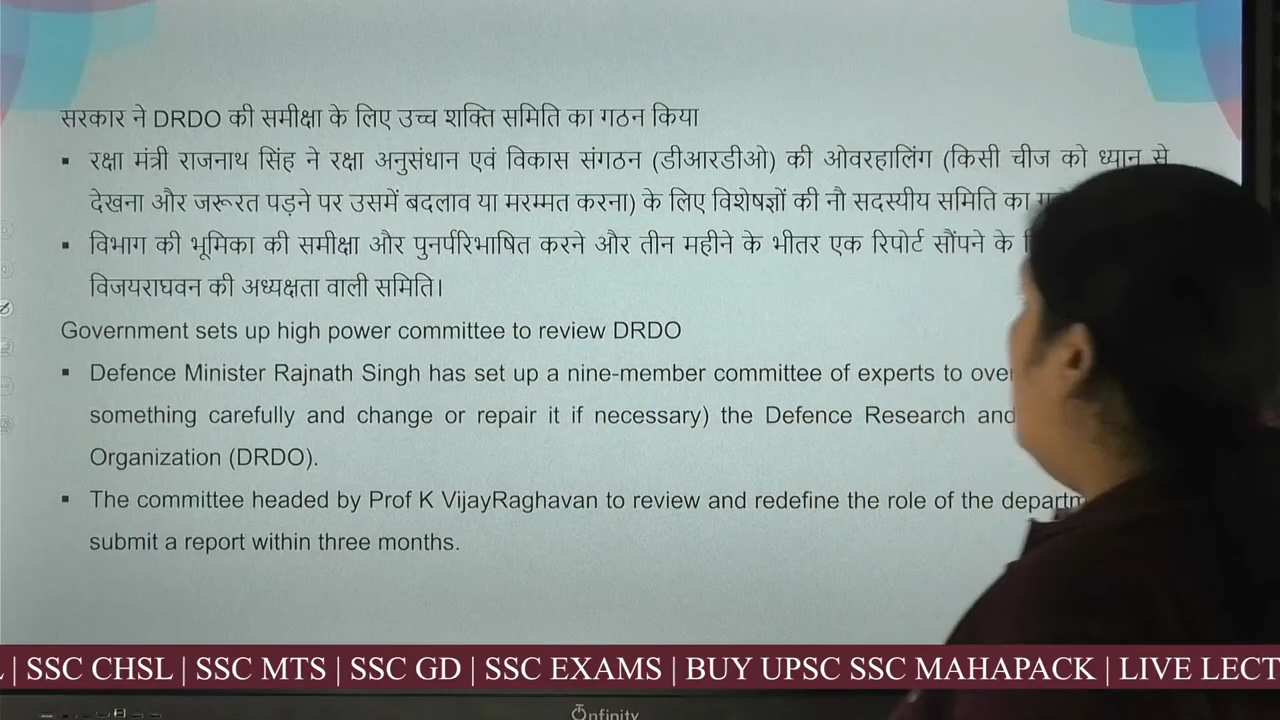 सरकार ने DRDO की समीक्षा के लिए उच्च शक्ति समिति का गठन किया
▪ रक्षा मंत्री राजनाथ सिंह ने रक्षा अनुसंधान एवं विकास संगठन (डीआरडीओ) की ओवरहालिंग (किसी चीज को ध्यान से
देखना और जरूरत पड़ने पर उसमें बदलाव या मरम्मत करना) के लिए विशेषज्ञों की नौ सदस्यीय समिति का
▪ विभाग की भूमिका की समीक्षा और पुनर्परिभाषित करने और तीन महीने के भीतर एक रिपोर्ट सौंपने के
विजयराघवन की अध्यक्षता वाली समिति।
Government sets up high power committee to review DRDO
▪ Defence Minister Rajnath Singh has set up a nine-member committee of experts to
something carefully and change or repair it if necessary) the Defence Research and
Organization (DRDO).
▪ The committee headed by Prof K VijayRaghavan to review and redefine the role of the
submit a report within three months.
| SSC CHSL | SSC MTS | SSC GD | SSC EXAMS | BUY UPSC SSC MAHAPACK | LIVE LECT